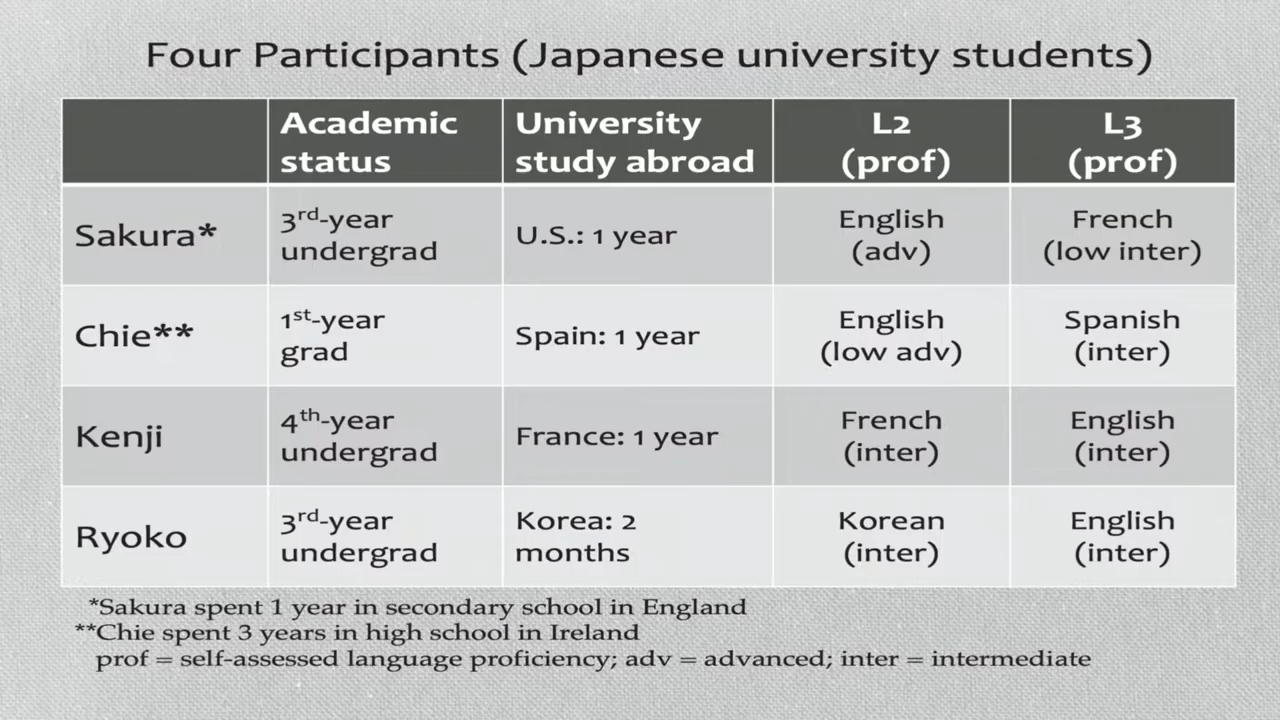 Four Participants (Japanese university students)
Academic status
University study abroad
L2 (prof)
L3 (prof)
Sakura*
3rd-year undergrad
U.S.: 1 year
English (adv)
French (low inter)
Chie**
1st-year grad
Spain: 1 year
English (low adv)
Spanish (inter)
Kenji
4th-year undergrad
France: 1 year
French (inter)
English (inter)
Ryoko
3rd-year undergrad
Korea: 2 months
Korean (inter)
English (inter)
*Sakura spent 1 year in secondary school in England
**Chie spent 3 years in high school in Ireland
prof = self-assessed language proficiency; adv = advanced; inter = intermediate